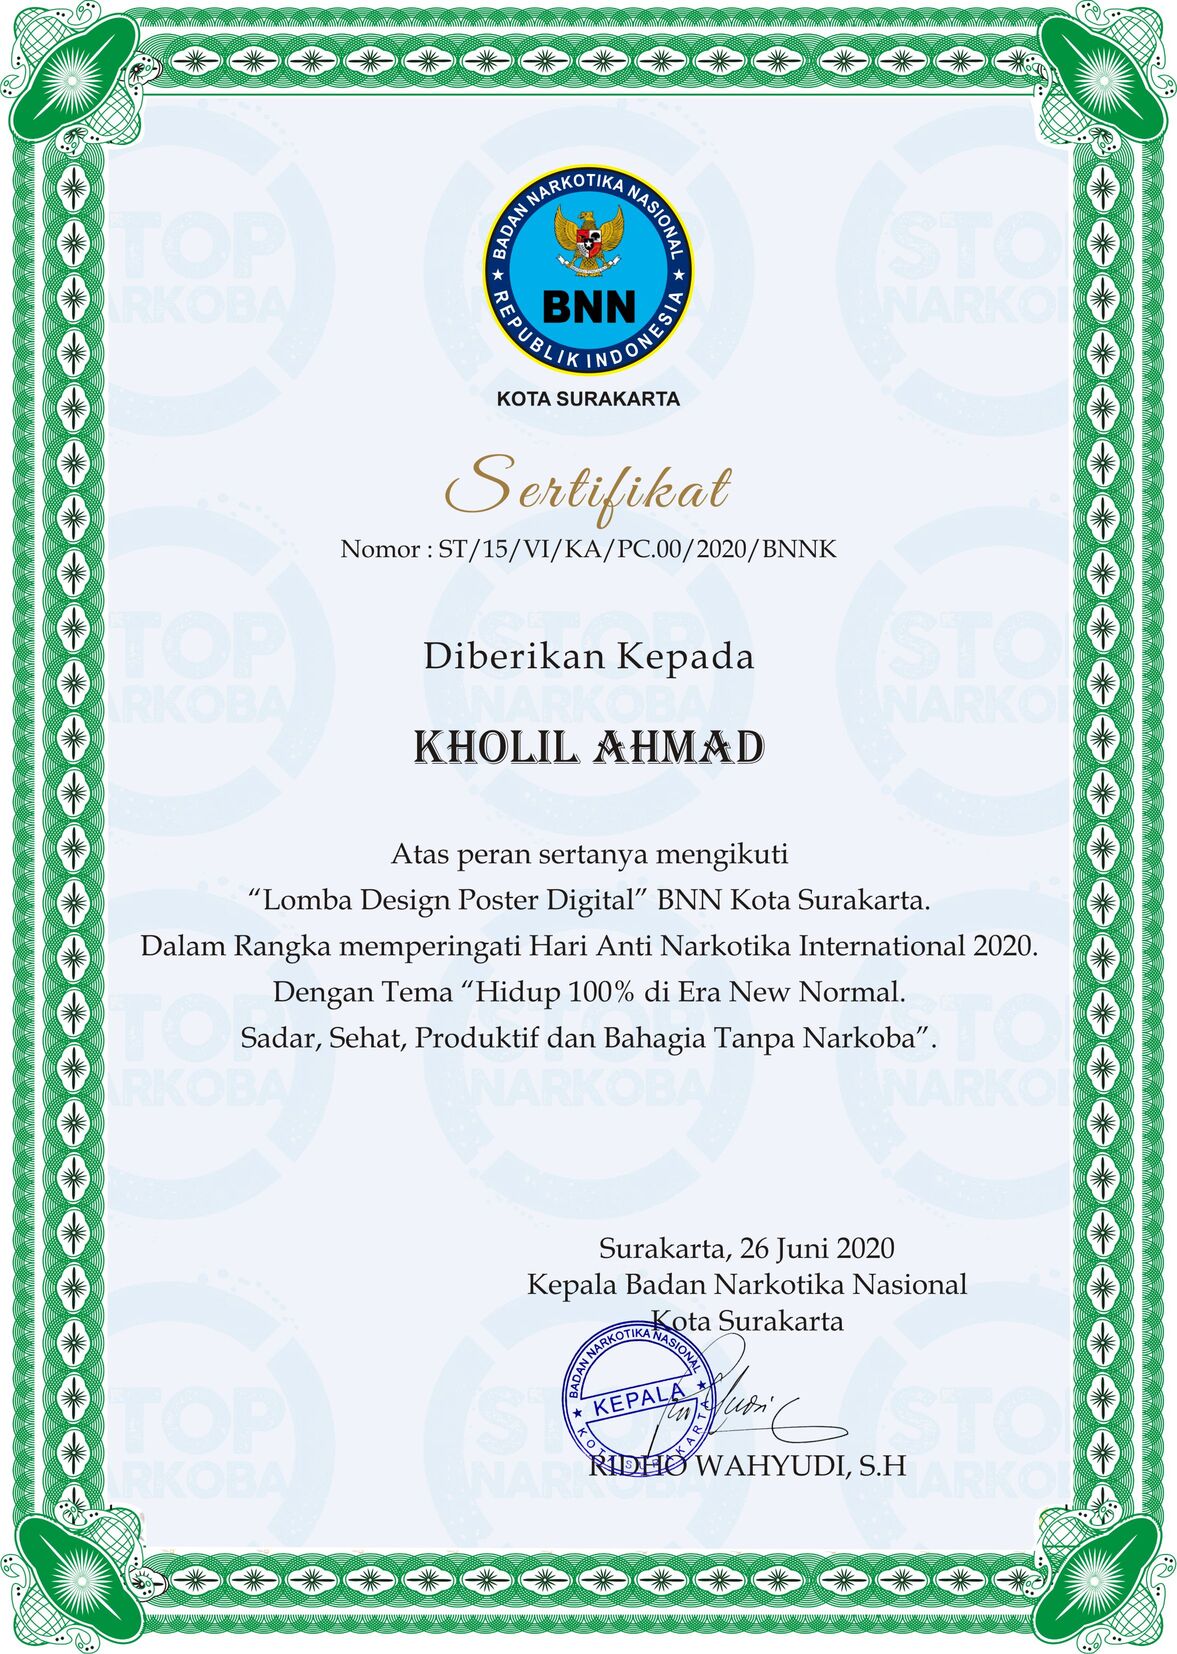 BADAN NARKOTIKA NASIONAL
BNN
REPUBLIK INDONESIA
KOTA SURAKARTA
Sertifikat
Nomor : ST/15/VI/KA/PC.00/2020/BNNK
Diberikan Kepada
KHOLIL AHMAD
Atas peran sertanya mengikuti
“Lomba Design Poster Digital” BNN Kota Surakarta.
Dalam Rangka memperingati Hari Anti Narkotika International 2020.
Dengan Tema “Hidup 100% di Era New Normal.
Sadar, Sehat, Produktif dan Bahagia Tanpa Narkoba”.
Surakarta, 26 Juni 2020
Kepala Badan Narkotika Nasional
Kota Surakarta
BADAN NARKOTIKA NASIONAL
KEPALA
KOTA SURAKARTA
RIDHO WAHYUDI, S.H
STOP
NARKOBA